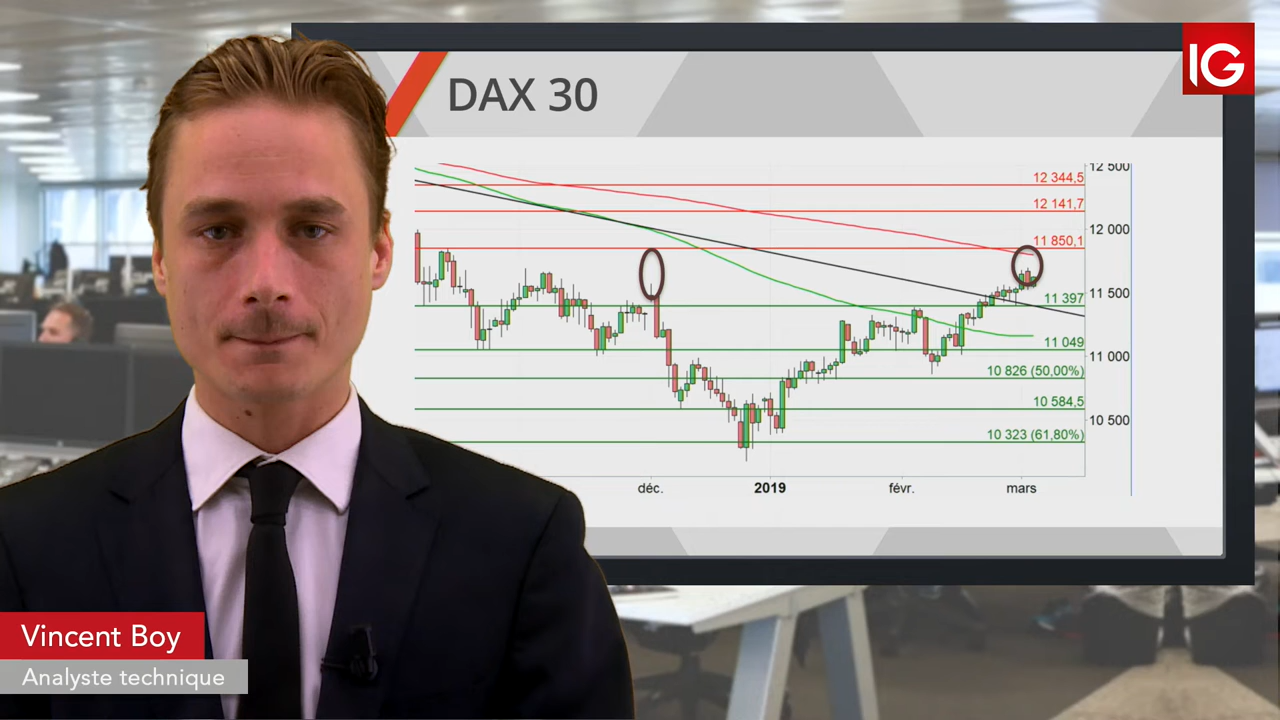 IG
DAX 30
12 500
12 344,5
12 141,7
12 000
11 850,1
11 500
11 397
11 049
11 000
10 826 (50,00%)
10 584,5
10 500
10 323 (61,80%)
déc.
2019
févr.
mars
Vincent Boy
Analyste technique